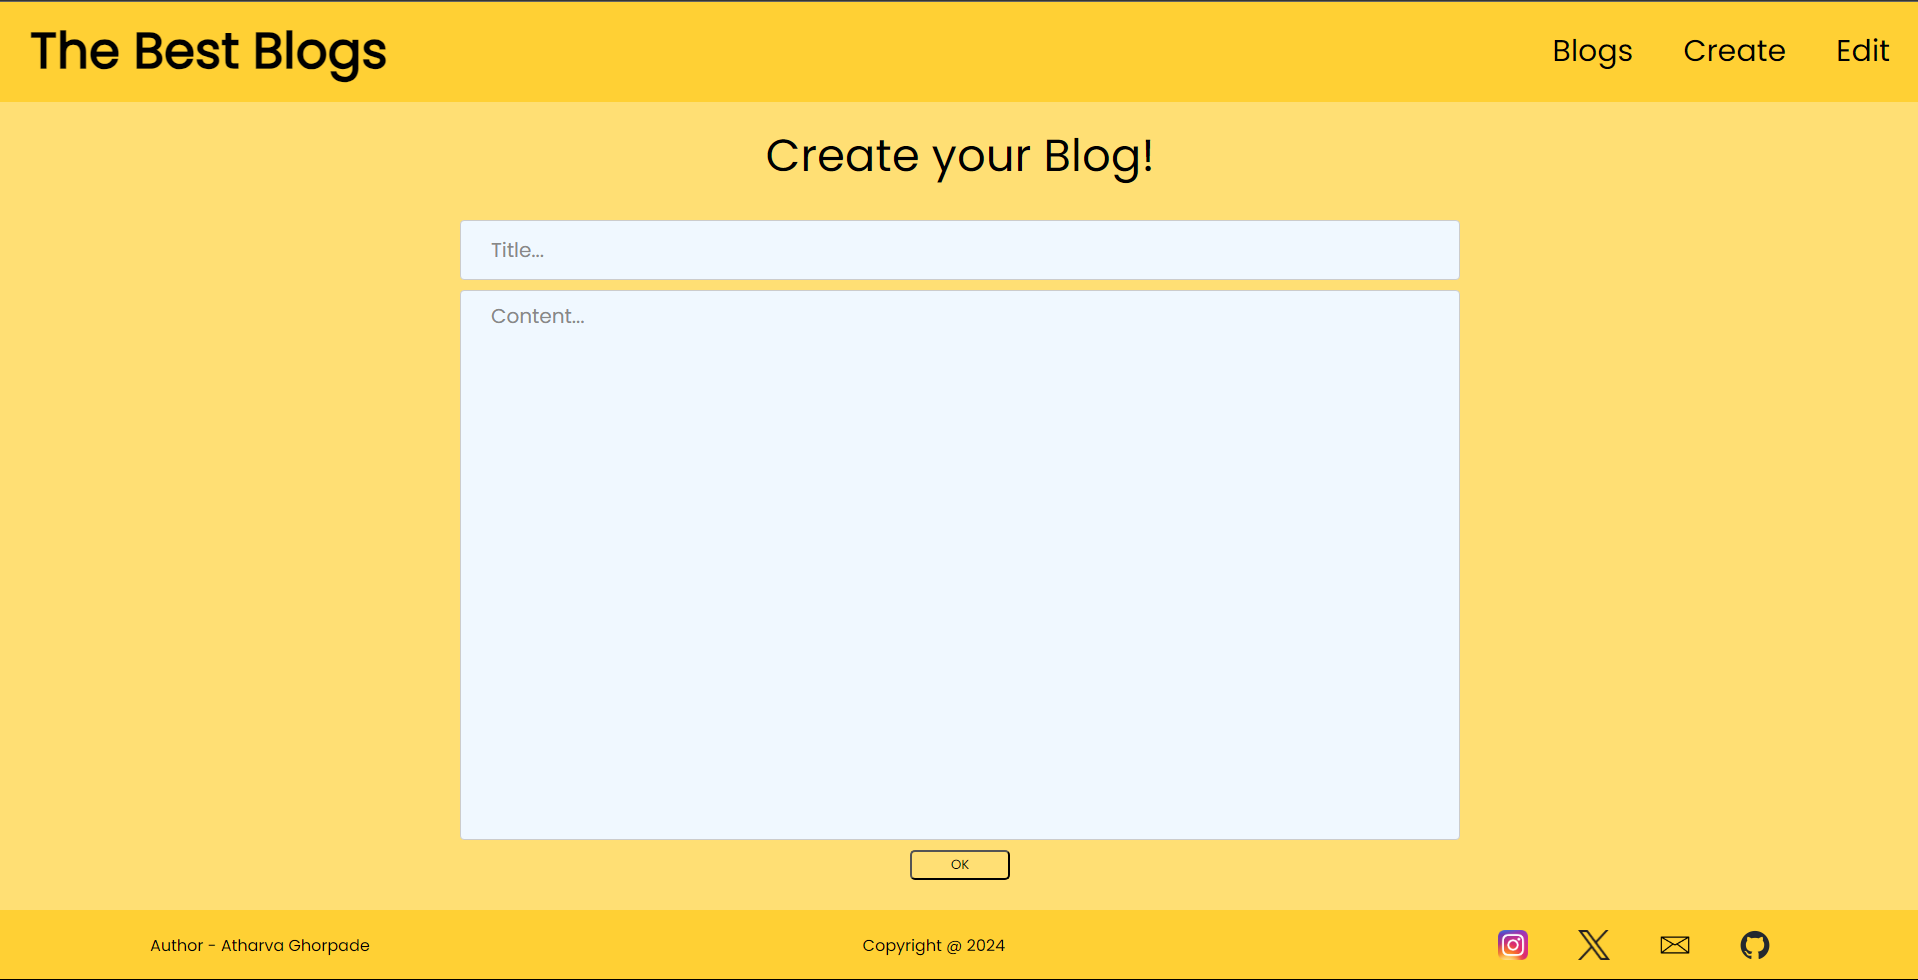 The Best Blogs
Blogs Create Edit
Create your Blog!
Title...
Content...
OK
Author - Atharva Ghorpade
Copyright @ 2024